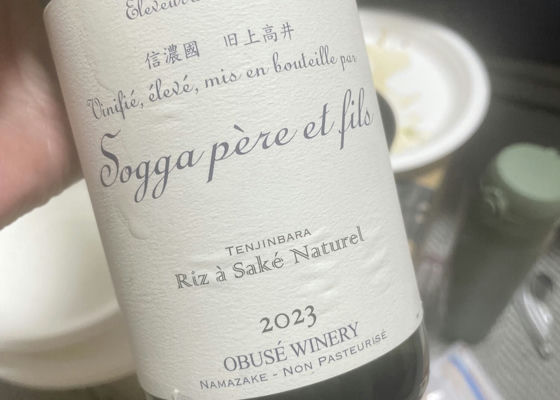 Eleveur
信濃國 旧上高井
Vinifié, élevé, mis en bouteille par
Sogga père et fils
TENJINBARA
Riz à Saké Naturel
2023
OBUSÉ WINERY
NAMAZAKE - NON PASTEURISÉ